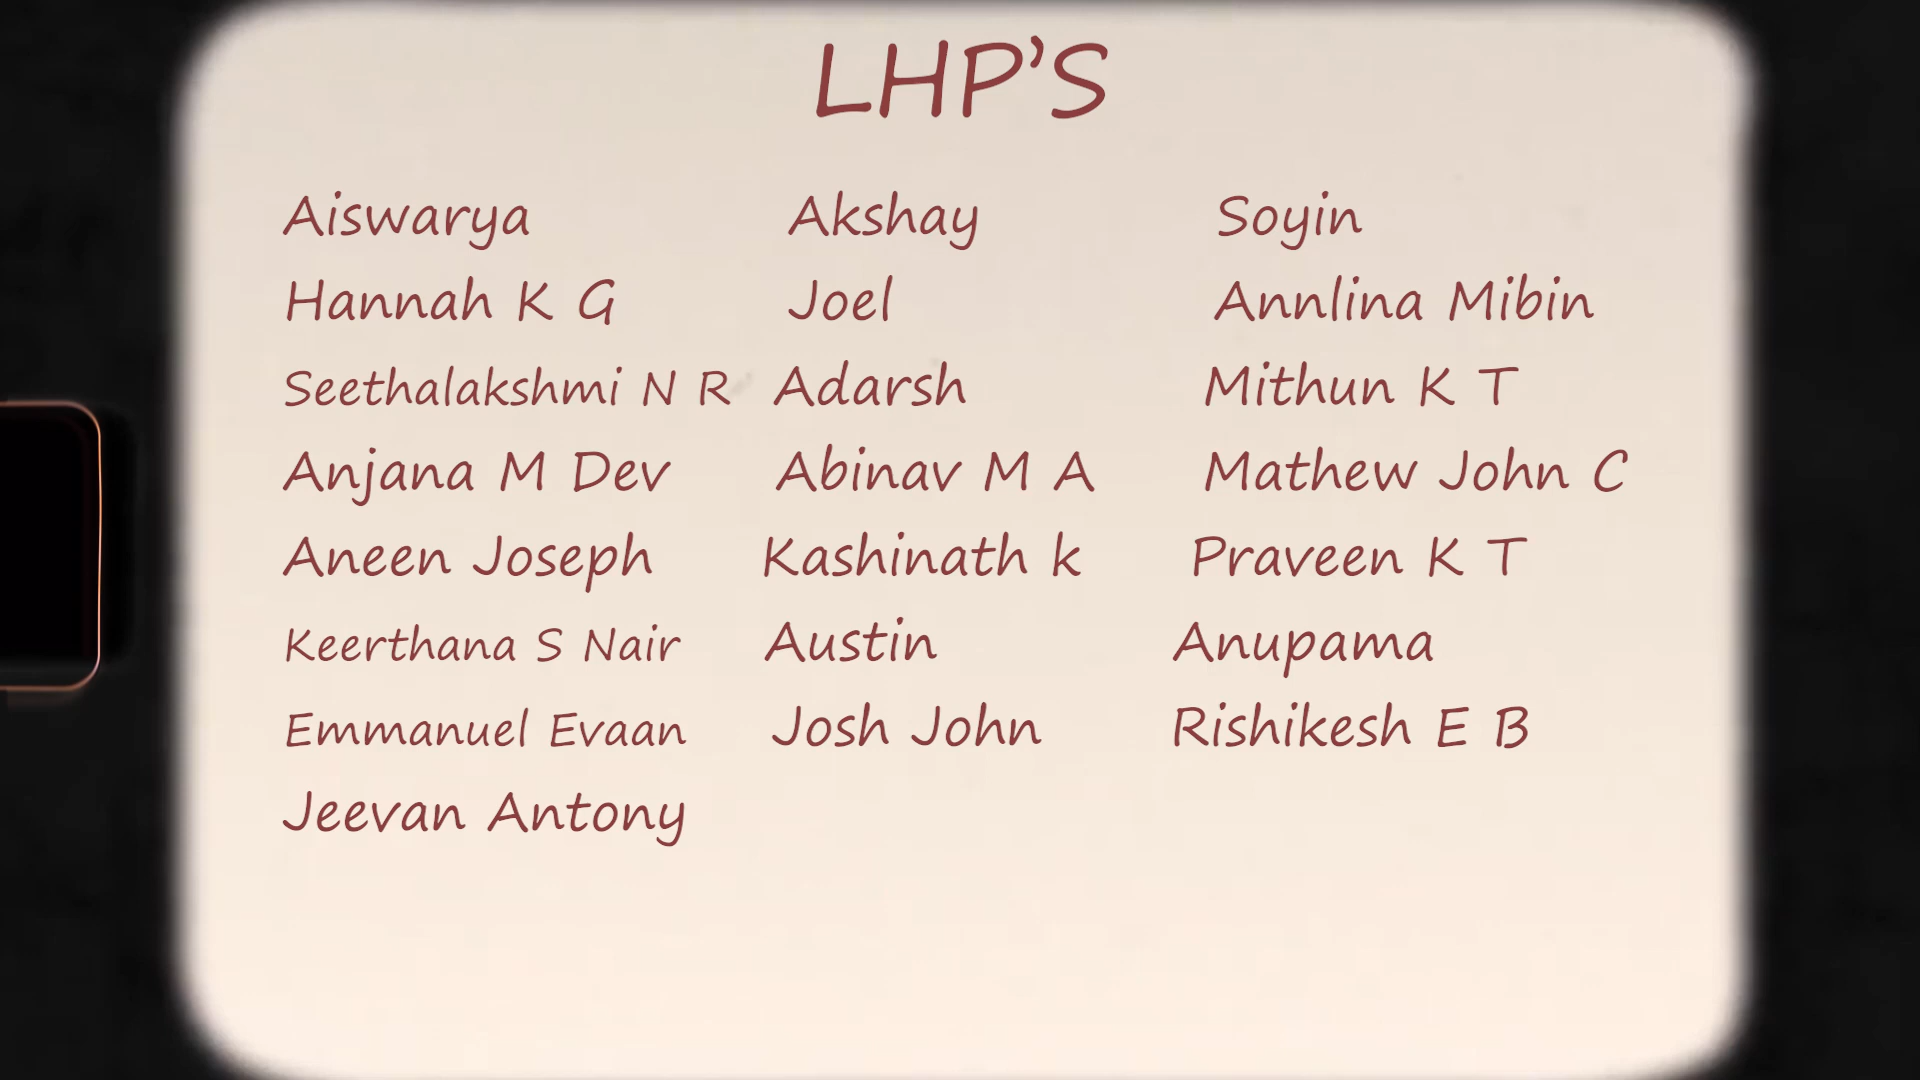 LHP'S
Aiswarya Akshay Soyin
Hannah K G Joel Annlina Mibin
Seethalakshmi N R Adarsh Mithun K T
Anjana M Dev Abinav M A Mathew John C
Aneen Joseph Kashinath k Praveen K T
Keerthana S Nair Austin Anupama
Emmanuel Evaan Josh John Rishikesh E B
Jeevan Antony